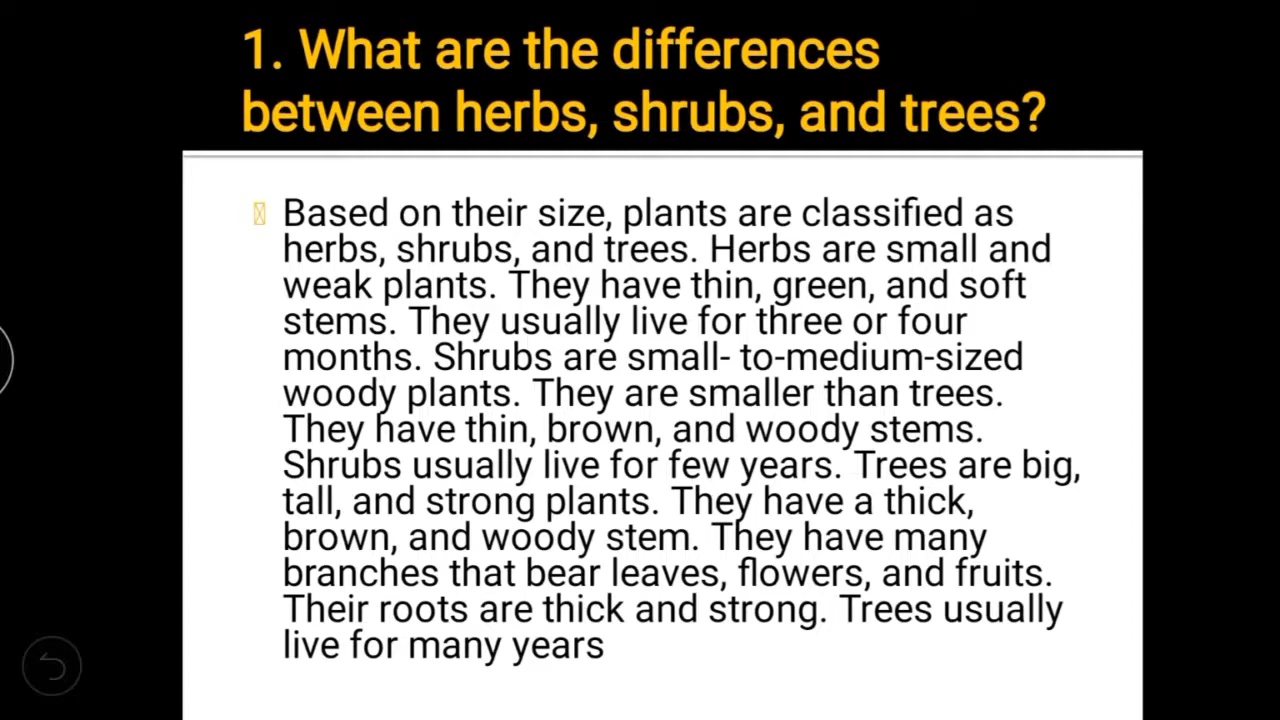 1. What are the differences
between herbs, shrubs, and trees?
Based on their size, plants are classified as
herbs, shrubs, and trees. Herbs are small and
weak plants. They have thin, green, and soft
stems. They usually live for three or four
months. Shrubs are small- to-medium-sized
woody plants. They are smaller than trees.
They have thin, brown, and woody stems.
Shrubs usually live for few years. Trees are big,
tall, and strong plants. They have a thick,
brown, and woody stem. They have many
branches that bear leaves, flowers, and fruits.
Their roots are thick and strong. Trees usually
live for many years